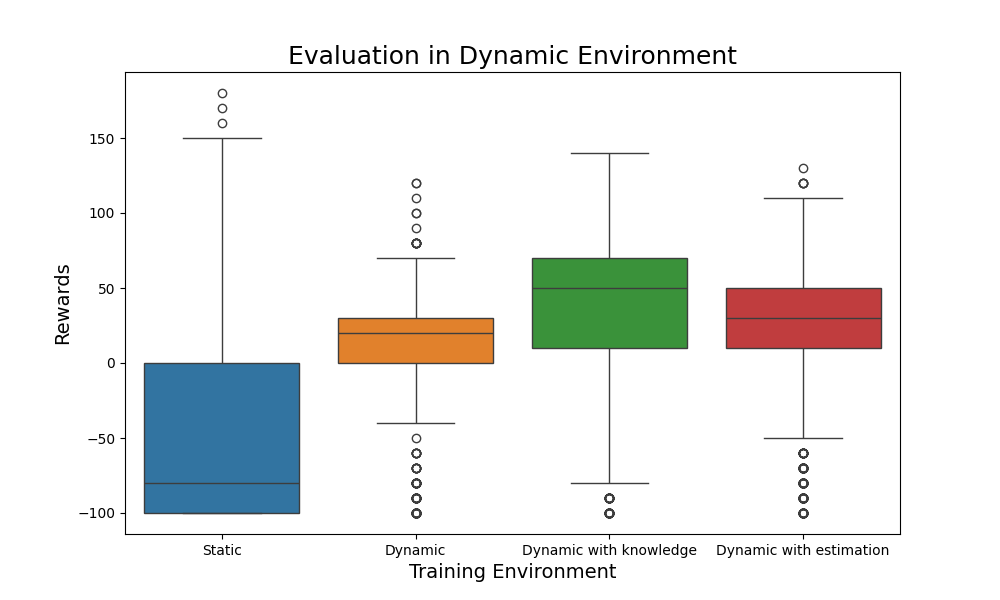 Evaluation in Dynamic Environment
Rewards
150
100
50
0
−50
−100
Static
Dynamic
Dynamic with knowledge
Dynamic with estimation
Training Environment